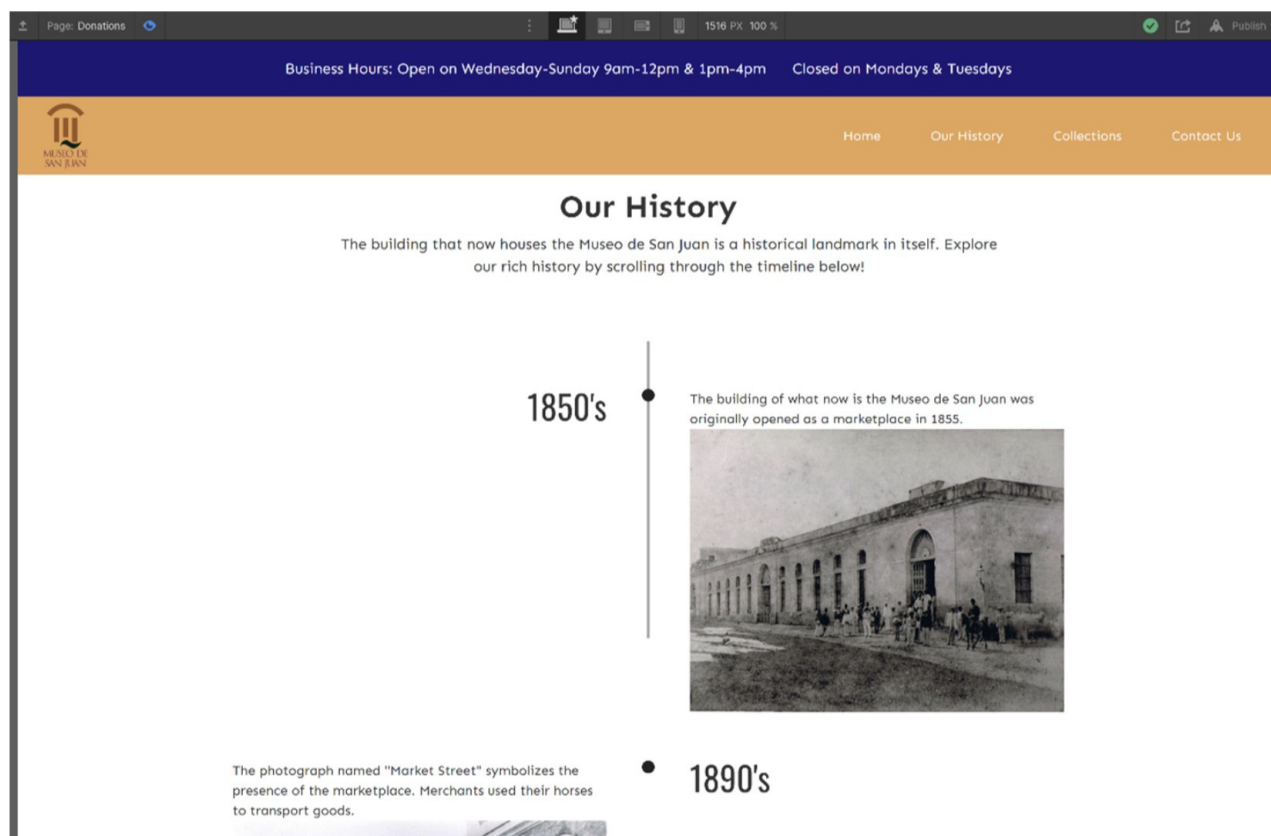 Page: Donations
1516 PX 100 %
Publish
Business Hours: Open on Wednesday-Sunday 9am-12pm & 1pm-4pm Closed on Mondays & Tuesdays
MUSEO DE
SAN JUAN
Home Our History Collections Contact Us
Our History
The building that now houses the Museo de San Juan is a historical landmark in itself. Explore
our rich history by scrolling through the timeline below!
1850's
The building of what now is the Museo de San Juan was
originally opened as a marketplace in 1855.
The photograph named "Market Street" symbolizes the
presence of the marketplace. Merchants used their horses
to transport goods.
1890's